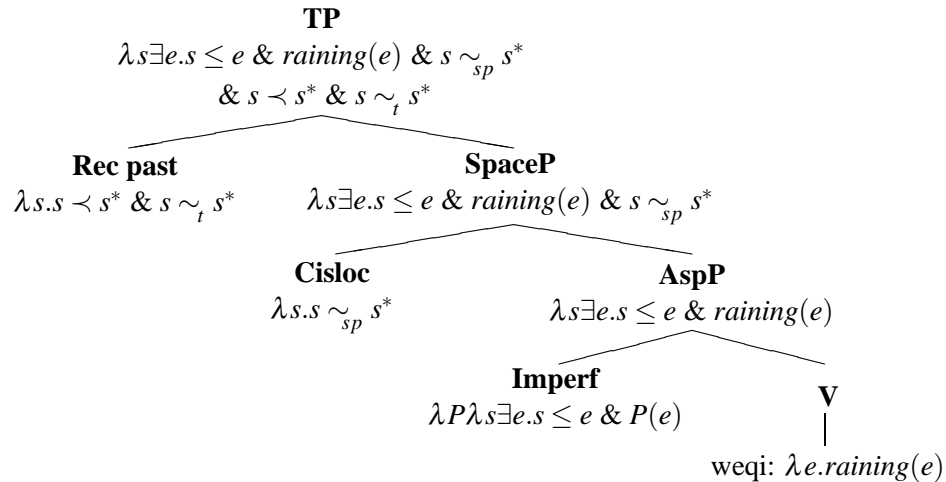 TP
λs∃e.s ≤ e & raining(e) & s ∼sp s*
& s ≺ s* & s ∼t s*
Rec past SpaceP
λs.s ≺ s* & s ∼t s* λs∃e.s ≤ e & raining(e) & s ∼sp s*
Cisloc AspP
λs.s ∼sp s* λs∃e.s ≤ e & raining(e)
Imperf V
λPλs∃e.s ≤ e & P(e)
weqi: λe.raining(e)